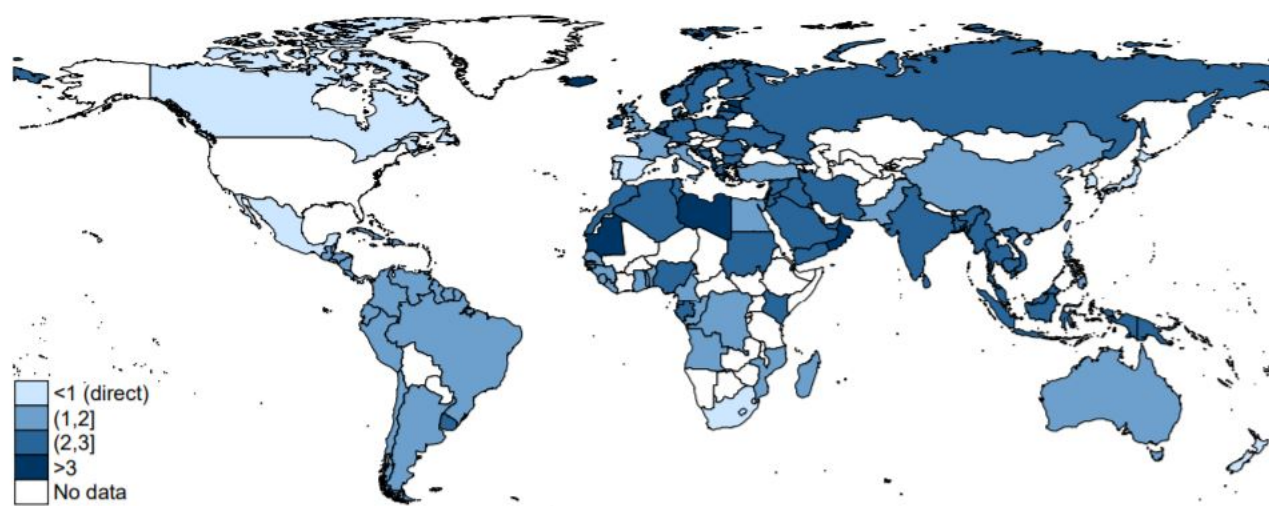 <1 (direct)
(1,2]
(2,3]
>3
No data